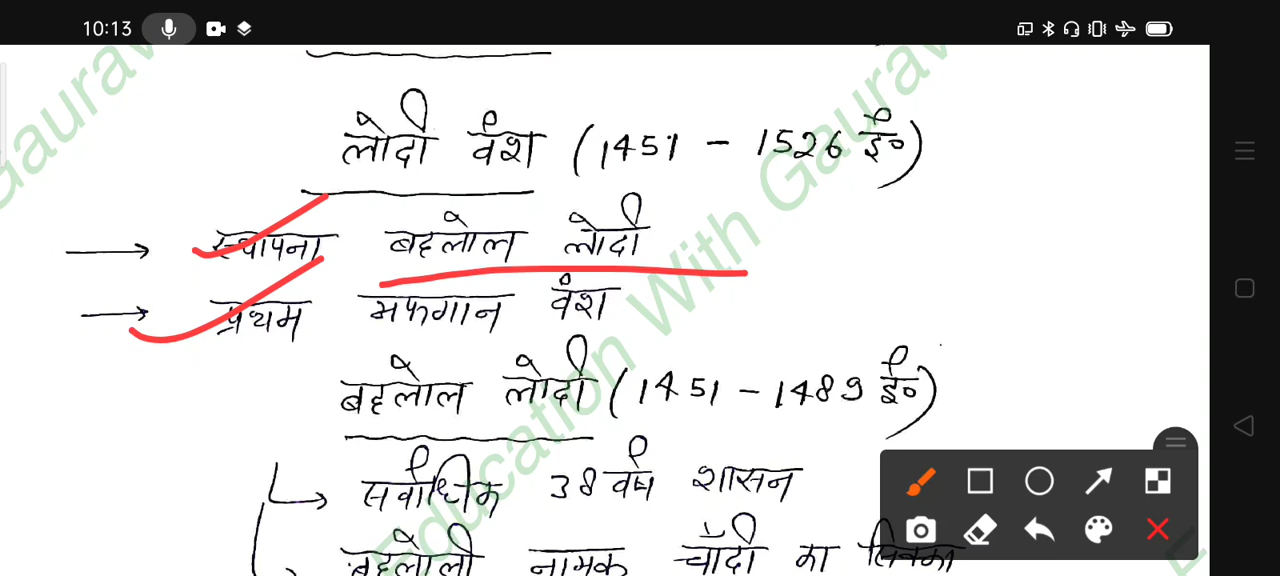 10:13
लोदी वंश (1451 - 1526 ई०)
→ स्थापना बहलोल लोदी
→ प्रथम अफगान वंश
बहलोल लोदी (1451 - 1489 ई०)
↳ सर्वाधिक 38 वर्ष शासन
बहलोली नामक चाँदी का सिक्का
Education With Gaurav